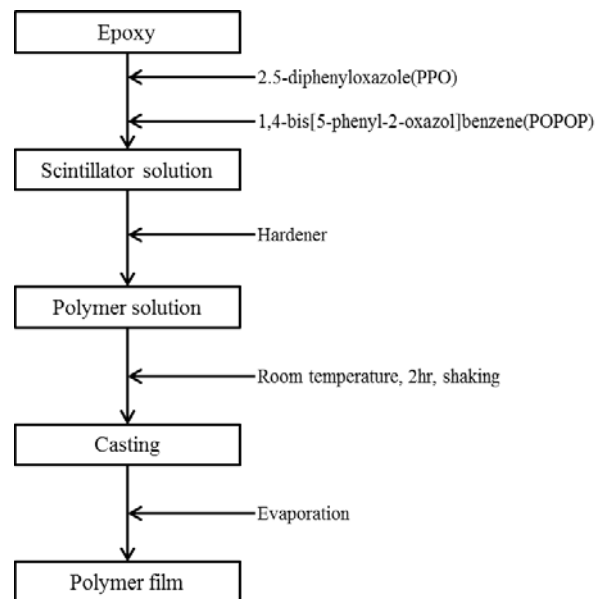 Epoxy
2.5-diphenyloxazole(PPO)
1,4-bis[5-phenyl-2-oxazol]benzene(POPOP)
Scintillator solution
Hardener
Polymer solution
Room temperature, 2hr, shaking
Casting
Evaporation
Polymer film